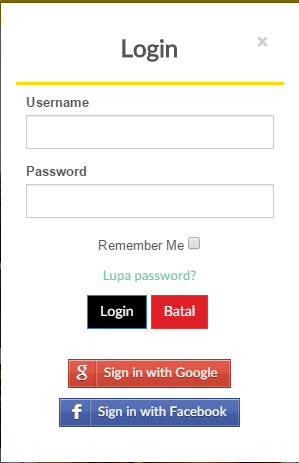 Login ×
Username
Password
Remember Me
Lupa password?
Login Batal
g Sign in with Google
f Sign in with Facebook